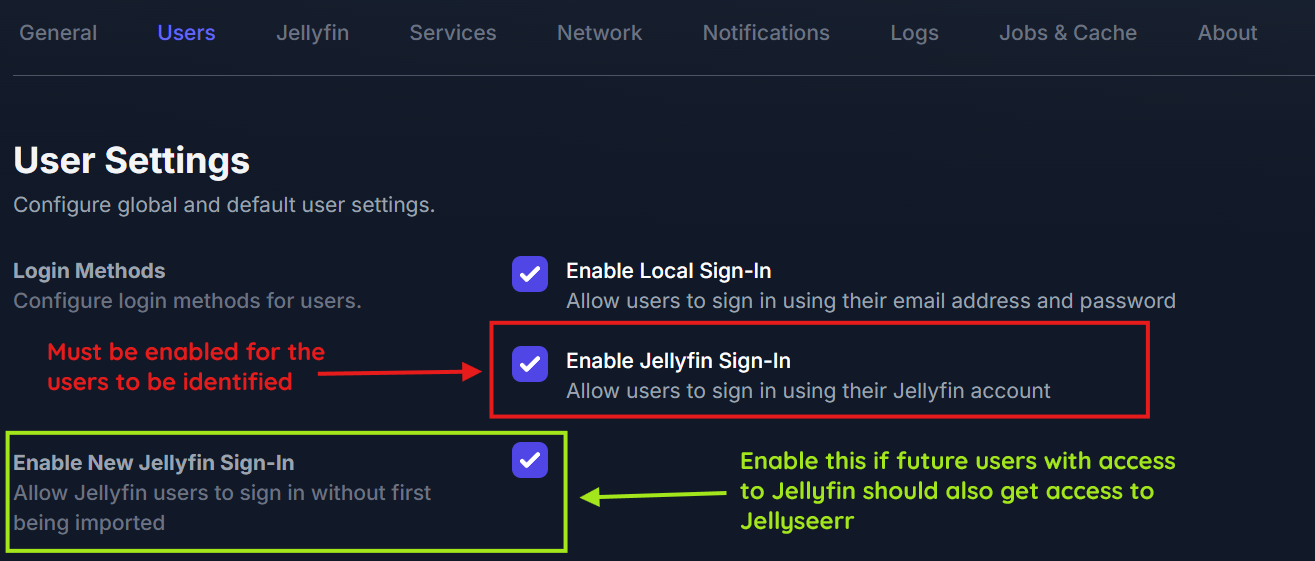 General Users Jellyfin Services Network Notifications Logs Jobs & Cache About
User Settings
Configure global and default user settings.
Login Methods
Configure login methods for users.
Enable Local Sign-In
Allow users to sign in using their email address and password
Must be enabled for the
users to be identified
Enable Jellyfin Sign-In
Allow users to sign in using their Jellyfin account
Enable New Jellyfin Sign-In
Allow Jellyfin users to sign in without first
being imported
Enable this if future users with access
to Jellyfin should also get access to
Jellyseerr